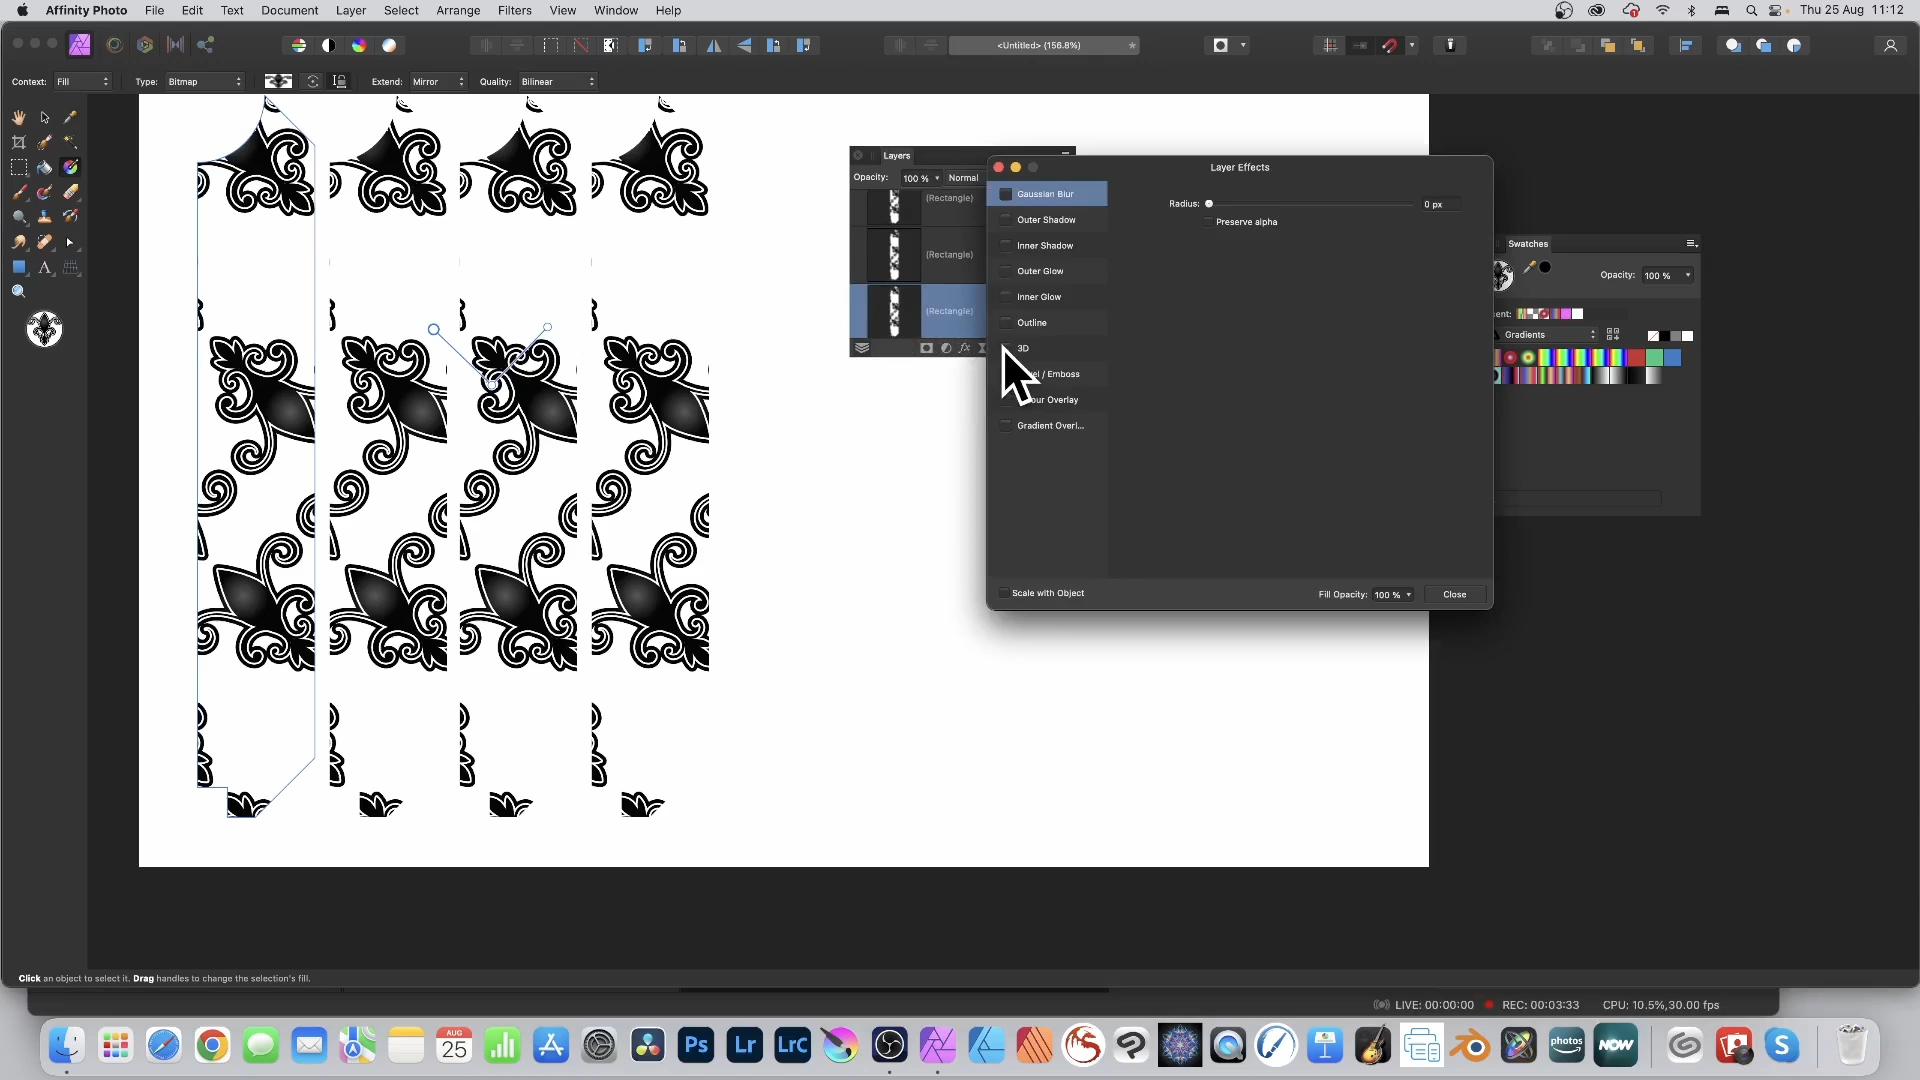 Affinity Photo File Edit Text Document Layer Select Arrange Filters View Window Help
Thu 25 Aug 11:12
<Untitled> (156.8%)
Context: Fill Type: Bitmap Extend: Mirror Quality: Bilinear
Layers
Opacity: 100 % Normal
(Rectangle)
(Rectangle)
(Rectangle)
fx
Layer Effects
Gaussian Blur
Outer Shadow
Inner Shadow
Outer Glow
Inner Glow
Outline
3D
el / Emboss
our Overlay
Gradient Overl...
Radius: 0 px
Preserve alpha
Scale with Object
Fill Opacity: 100 %
Close
Swatches
Opacity: 100 %
ent:
Gradients
Click an object to select it. Drag handles to change the selection's fill.
LIVE: 00:00:00 REC: 00:03:33 CPU: 10.5%,30.00 fps
AUG
25
Ps
Lr
LrC
photos
NOW
S